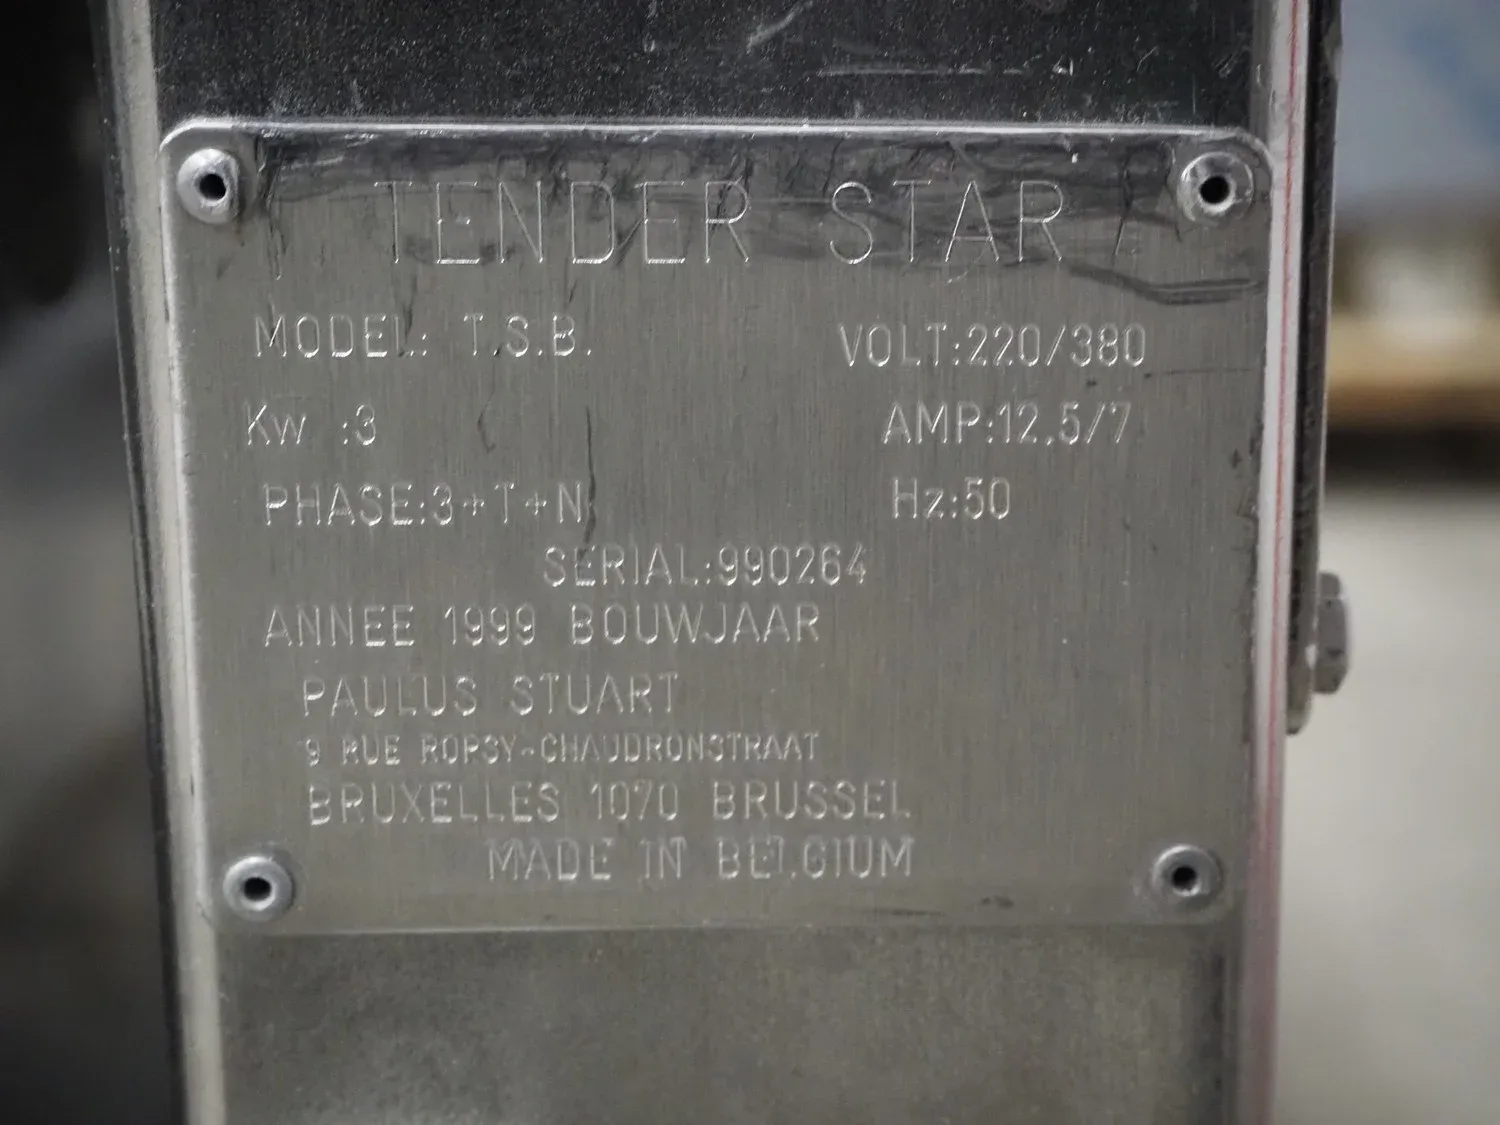 TENDER STAR
MODEL: T.S.B. VOLT:220/380
Kw :3 AMP:12.5/7
PHASE:3+T+N Hz:50
SERIAL:990264
ANNEE 1999 BOUWJAAR
PAULUS STUART
9 RUE ROPSY-CHAUDRONSTRAAT
BRUXELLES 1070 BRUSSEL
MADE IN BELGIUM